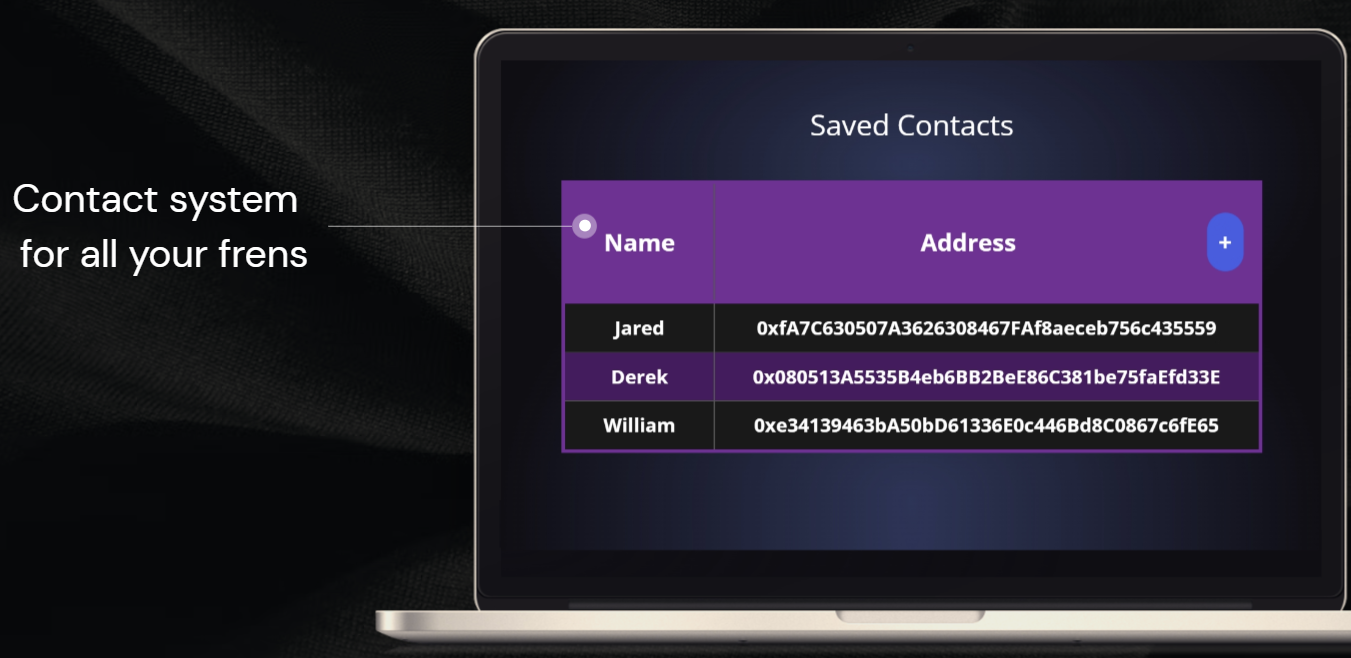 Contact system
for all your frens
Saved Contacts
Name Address +
Jared 0xfA7C630507A3626308467FAf8aeceb756c435559
Derek 0x080513A5535B4eb6BB2BeE86C381be75faEfd33E
William 0xe34139463bA50bD61336E0c446Bd8C0867c6fE65